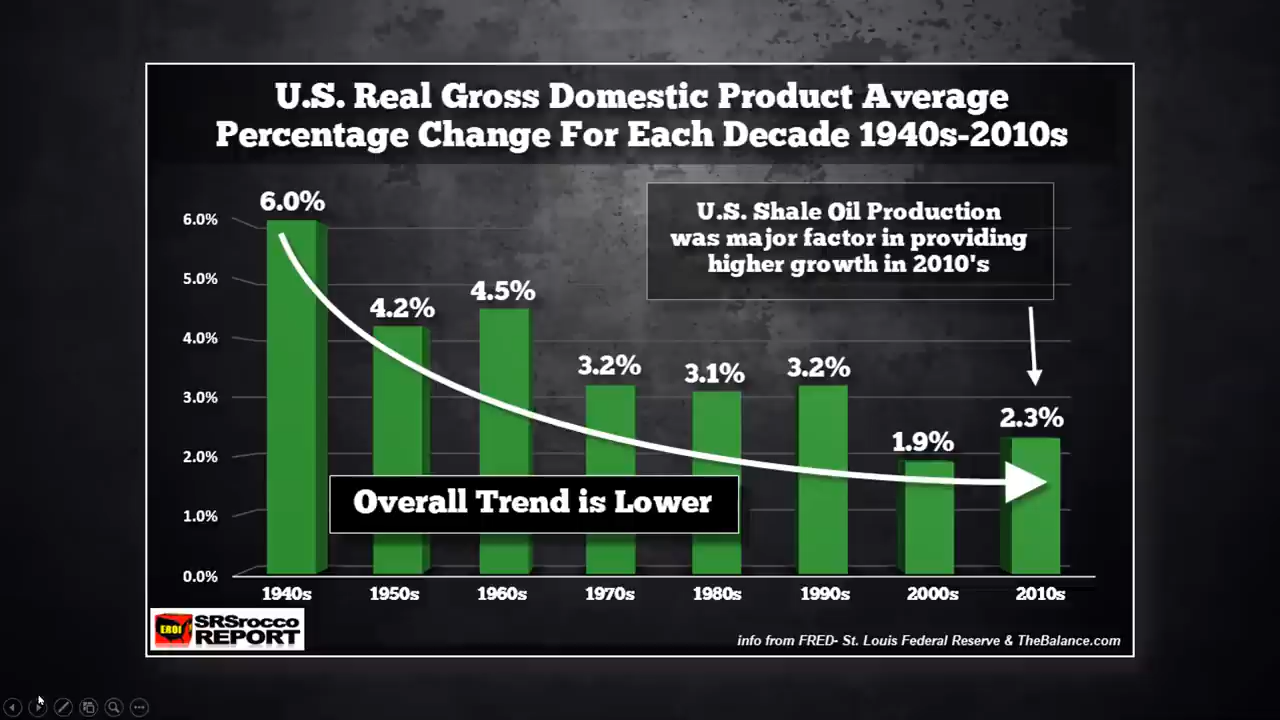 U.S. Real Gross Domestic Product Average
Percentage Change For Each Decade 1940s-2010s
6.0%
5.0%
4.0%
3.0%
2.0%
1.0%
0.0%
6.0%
4.2%
4.5%
3.2%
3.1%
3.2%
1.9%
2.3%
U.S. Shale Oil Production
was major factor in providing
higher growth in 2010's
Overall Trend is Lower
1940s
1950s
1960s
1970s
1980s
1990s
2000s
2010s
EROI
SRSrocco
REPORT
info from FRED- St. Louis Federal Reserve & TheBalance.com